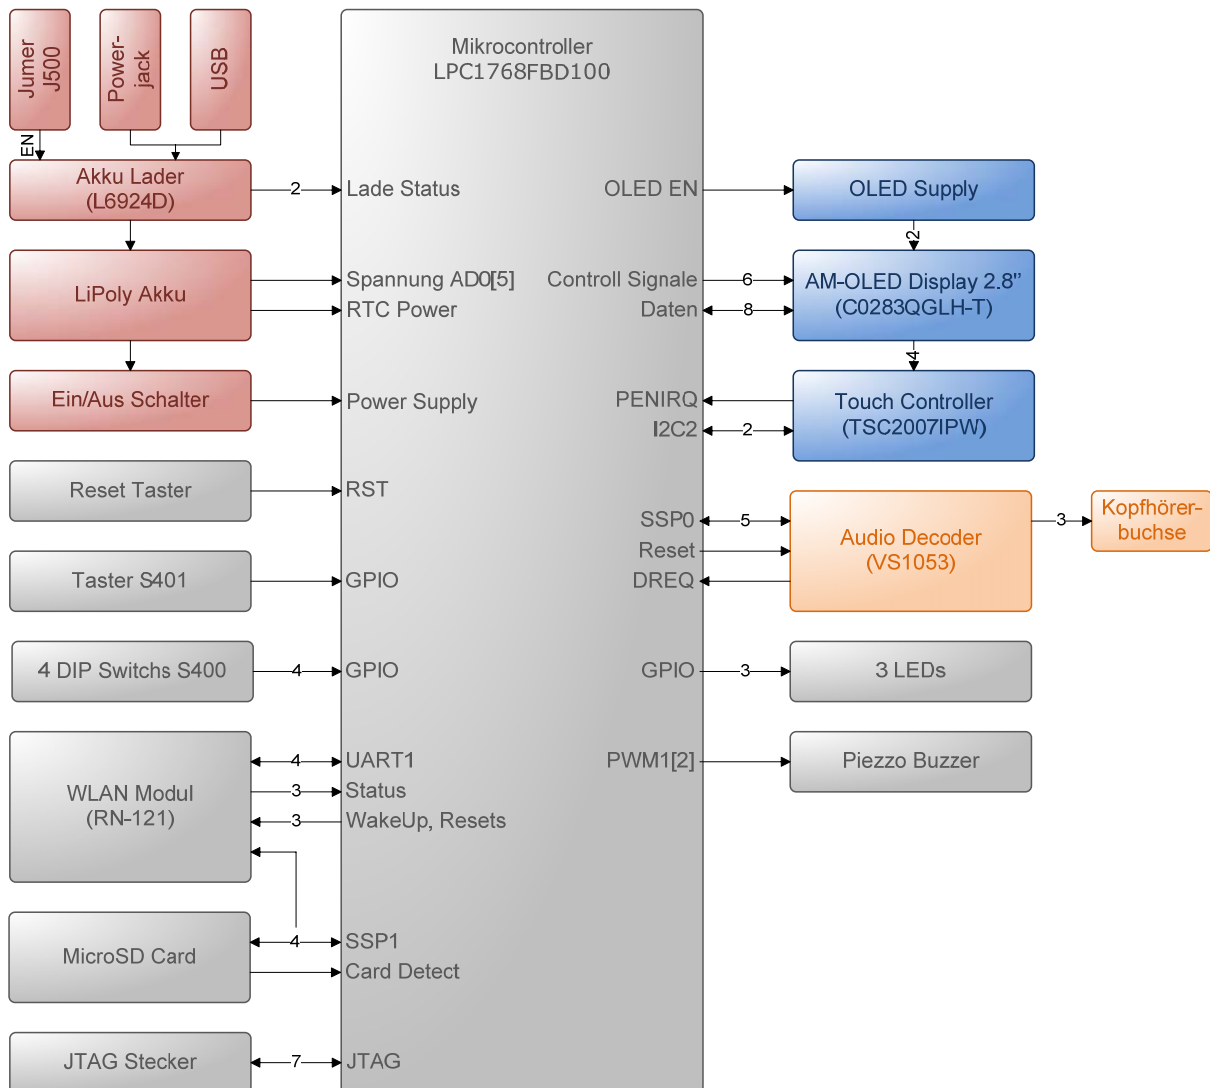 Jumer
J500
Power-
jack
USB
EN
Mikrocontroller
LPC1768FBD100
Akku Lader
(L6924D)
2
Lade Status
OLED EN
OLED Supply
2
LiPoly Akku
Spannung AD0[5]
RTC Power
Controll Signale
6
Daten
8
AM-OLED Display 2.8”
(C0283QGLH-T)
4
Ein/Aus Schalter
Power Supply
PENIRQ
I2C2
2
Touch Controller
(TSC2007IPW)
Reset Taster
RST
SSP0
5
Reset
DREQ
Audio Decoder
(VS1053)
3
Kopfhörer-
buchse
Taster S401
GPIO
4 DIP Switchs S400
4
GPIO
GPIO
3
3 LEDs
WLAN Modul
(RN-121)
4
UART1
3
Status
3
WakeUp, Resets
PWM1[2]
Piezzo Buzzer
MicroSD Card
4
SSP1
Card Detect
JTAG Stecker
7
JTAG